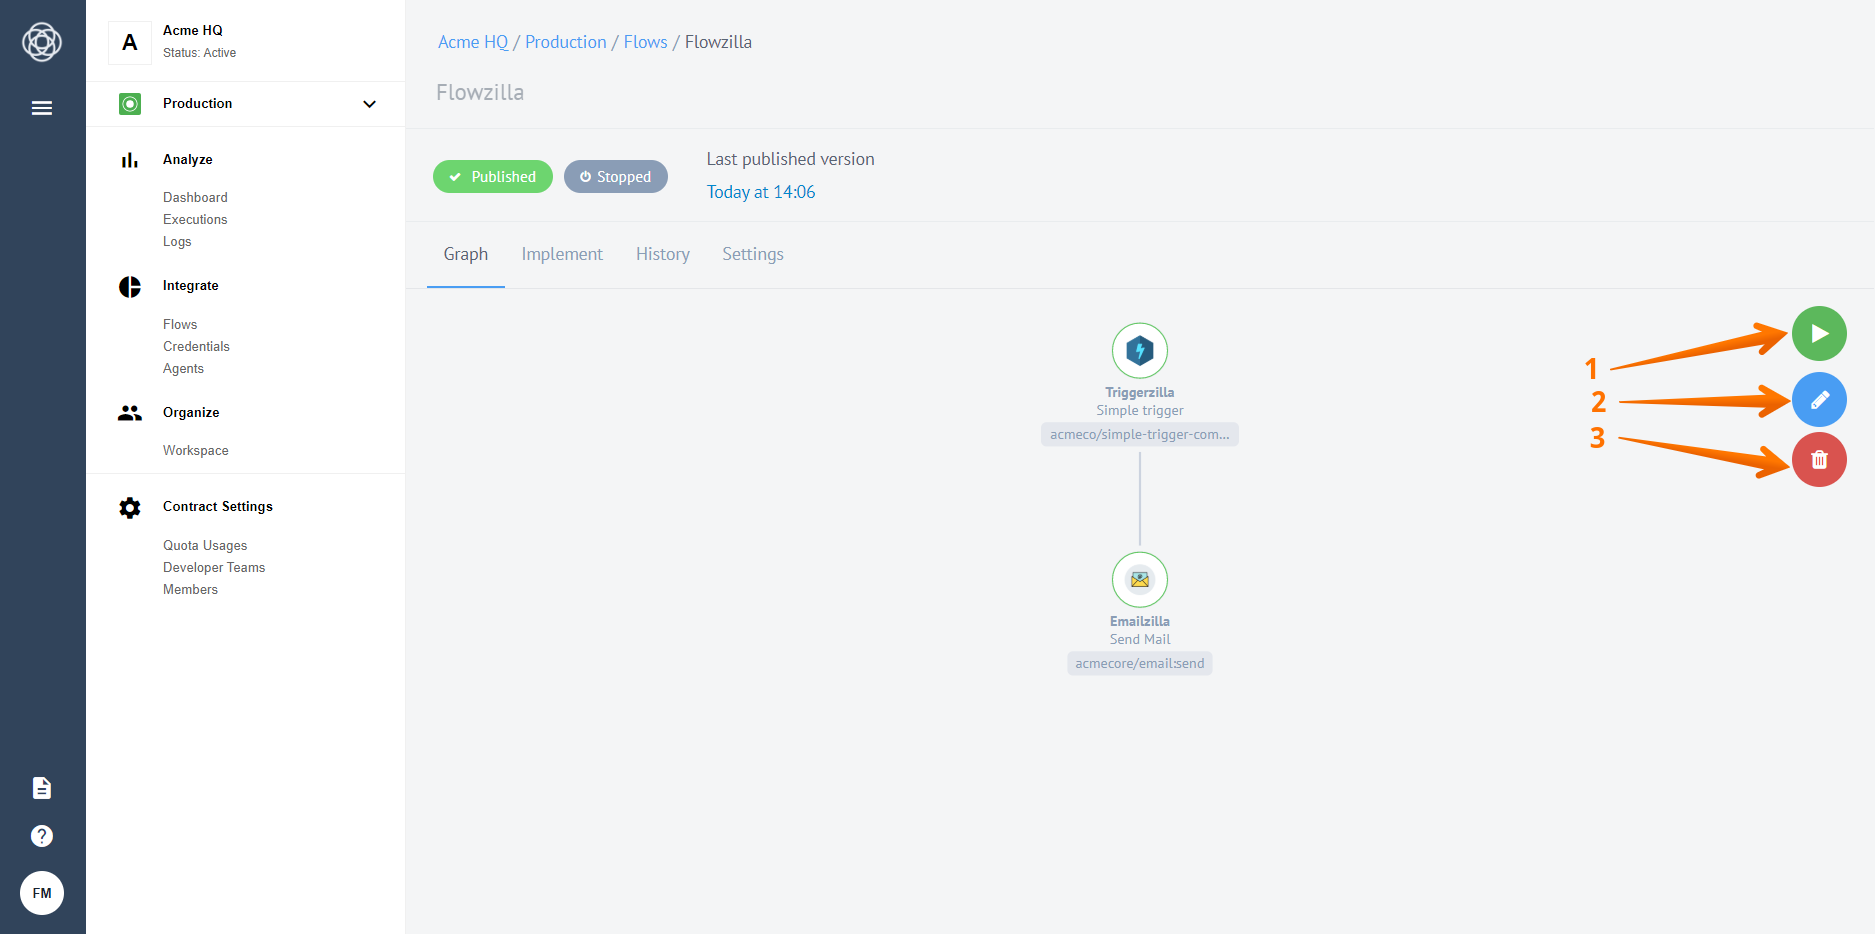 A
Acme HQ
Status: Active
Production
Analyze
Dashboard
Executions
Logs
Integrate
Flows
Credentials
Agents
Organize
Workspace
Contract Settings
Quota Usages
Developer Teams
Members
?
FM
Acme HQ / Production / Flows / Flowzilla
Flowzilla
Published
Stopped
Last published version
Today at 14:06
Graph Implement History Settings
Triggerzilla
Simple trigger
acmeco/simple-trigger-com...
Emailzilla
Send Mail
acmecore/email:send
1
2
3